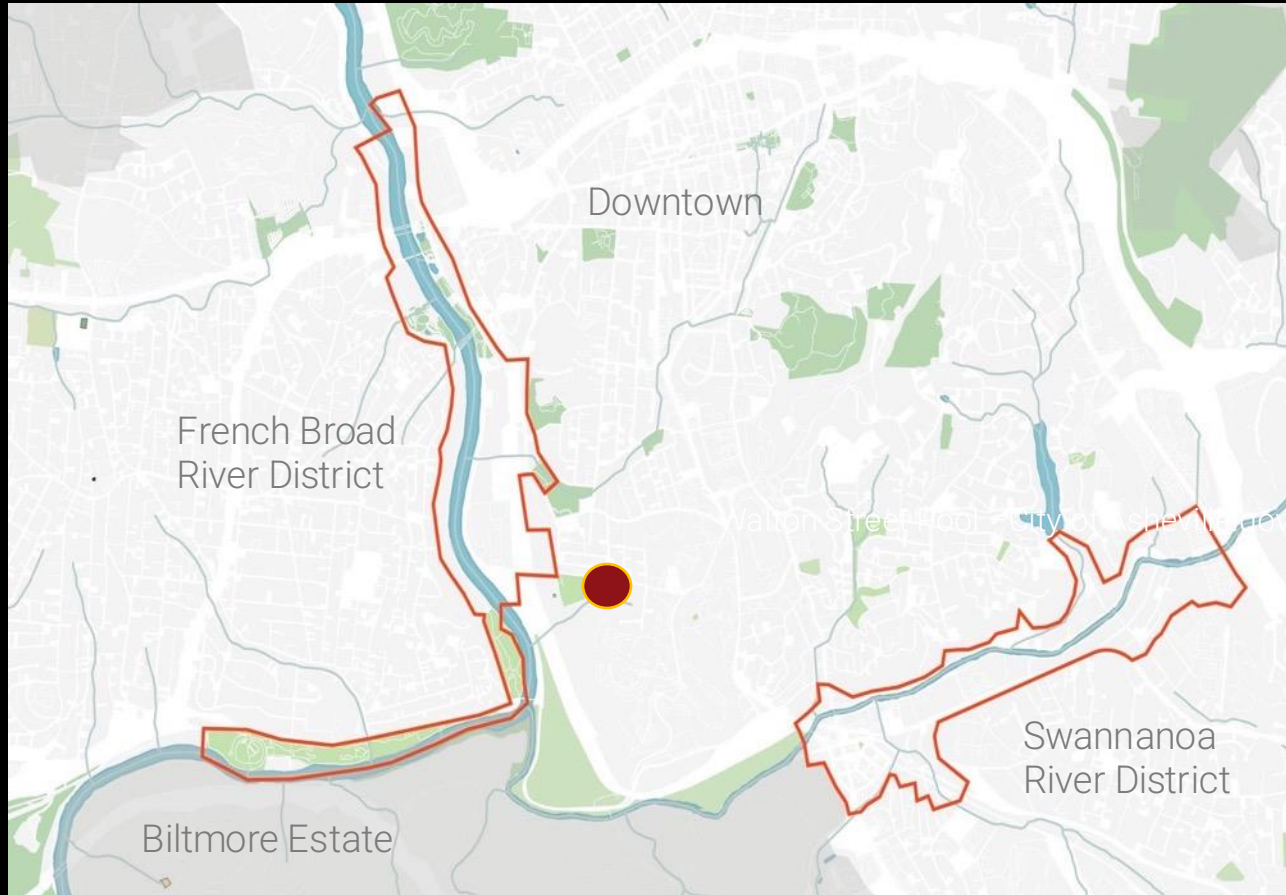 Downtown
French Broad
River District
Swannanoa
River District
Biltmore Estate